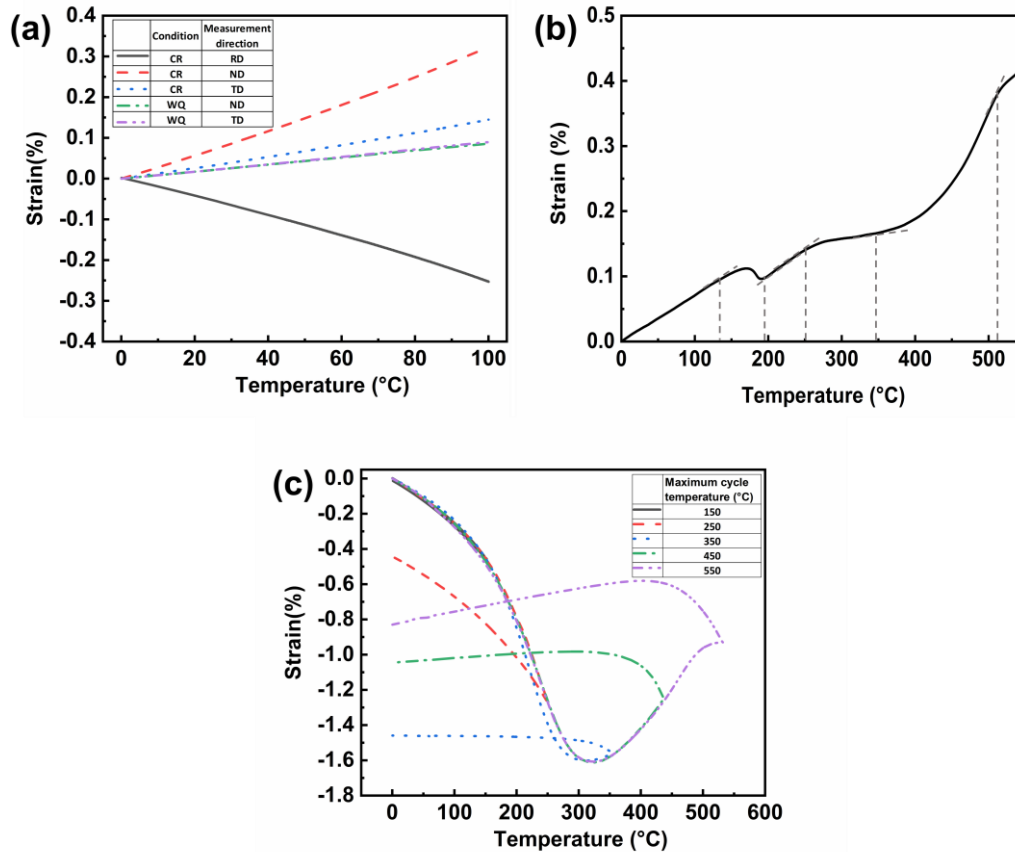 (a)
Condition Measurement direction
CR RD
CR ND
CR TD
WQ ND
WQ TD
0.4
0.3
0.2
0.1
0.0
-0.1
-0.2
-0.3
-0.4
Strain(%)
0 20 40 60 80 100
Temperature (°C)
(b)
0.5
0.4
0.3
0.2
0.1
0.0
Strain (%)
0 100 200 300 400 500
Temperature (°C)
(c)
Maximum cycle
temperature (°C)
150
250
350
450
550
0.0
-0.2
-0.4
-0.6
-0.8
-1.0
-1.2
-1.4
-1.6
-1.8
Strain(%)
0 100 200 300 400 500 600
Temperature (°C)